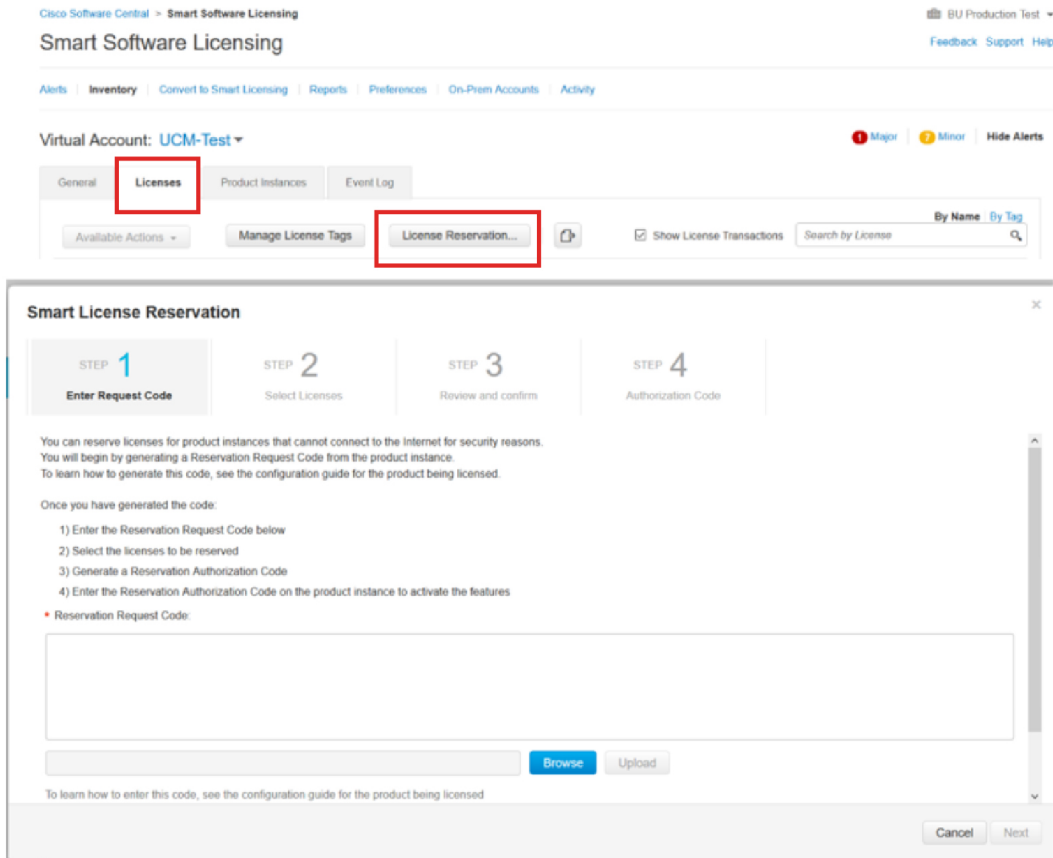 Cisco Software Central > Smart Software Licensing
BU Production Test
Smart Software Licensing
Feedback Support Help
Alerts | Inventory | Convert to Smart Licensing | Reports | Preferences | On-Prem Accounts | Activity
Virtual Account: UCM-Test
1 Major
Minor
Hide Alerts
General
Licenses
Product Instances
Event Log
By Name | By Tag
Available Actions
Manage License Tags
License Reservation...
Show License Transactions
Search by License
Smart License Reservation
×
STEP 1
Enter Request Code
STEP 2
Select Licenses
STEP 3
Review and confirm
STEP 4
Authorization Code
You can reserve licenses for product instances that cannot connect to the Internet for security reasons.
You will begin by generating a Reservation Request Code from the product instance.
To learn how to generate this code, see the configuration guide for the product being licensed.
Once you have generated the code:
1) Enter the Reservation Request Code below
2) Select the licenses to be reserved
3) Generate a Reservation Authorization Code
4) Enter the Reservation Authorization Code on the product instance to activate the features
* Reservation Request Code:
Browse
Upload
To learn how to enter this code, see the configuration guide for the product being licensed
Cancel
Next